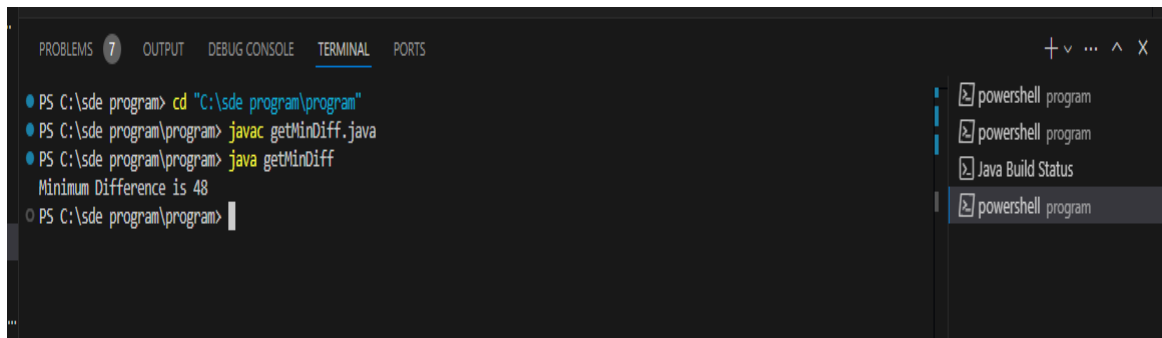 PROBLEMS 7 OUTPUT DEBUG CONSOLE TERMINAL PORTS
PS C:\sde program> cd "C:\sde program\program"
PS C:\sde program\program> javac getMinDiff.java
PS C:\sde program\program> java getMinDiff
Minimum Difference is 48
PS C:\sde program\program>
powershell program
powershell program
Java Build Status
powershell program